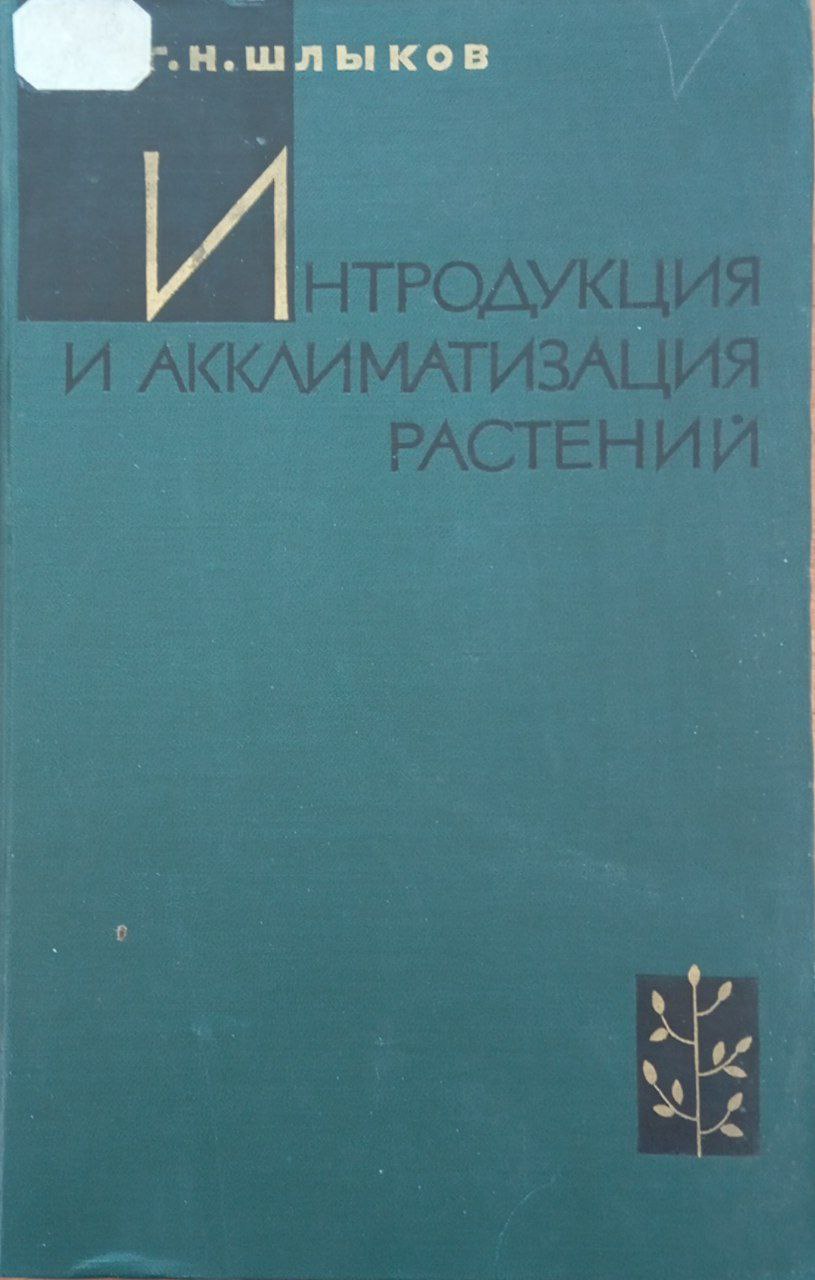 Г.Н.ШЛЫКОВ
ИНТРОДУКЦИЯ
И АККЛИМАТИЗАЦИЯ
РАСТЕНИЙ